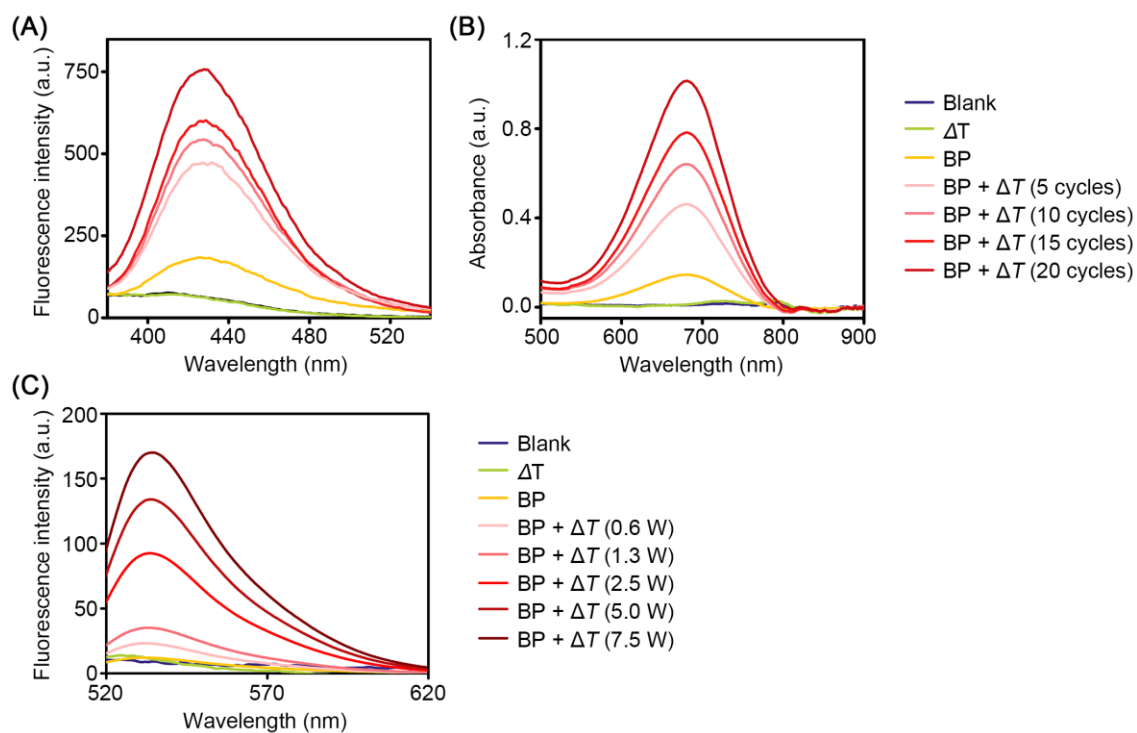 (A)
Fluorescence intensity (a.u.)
750
500
250
0
400
440
480
520
Wavelength (nm)
(B)
Absorbance (a.u.)
1.2
0.8
0.4
0.0
500
600
700
800
900
Wavelength (nm)
Blank
ΔT
BP
BP + ΔT (5 cycles)
BP + ΔT (10 cycles)
BP + ΔT (15 cycles)
BP + ΔT (20 cycles)
(C)
Fluorescence intensity (a.u.)
200
150
100
50
0
520
570
620
Wavelength (nm)
Blank
ΔT
BP
BP + ΔT (0.6 W)
BP + ΔT (1.3 W)
BP + ΔT (2.5 W)
BP + ΔT (5.0 W)
BP + ΔT (7.5 W)